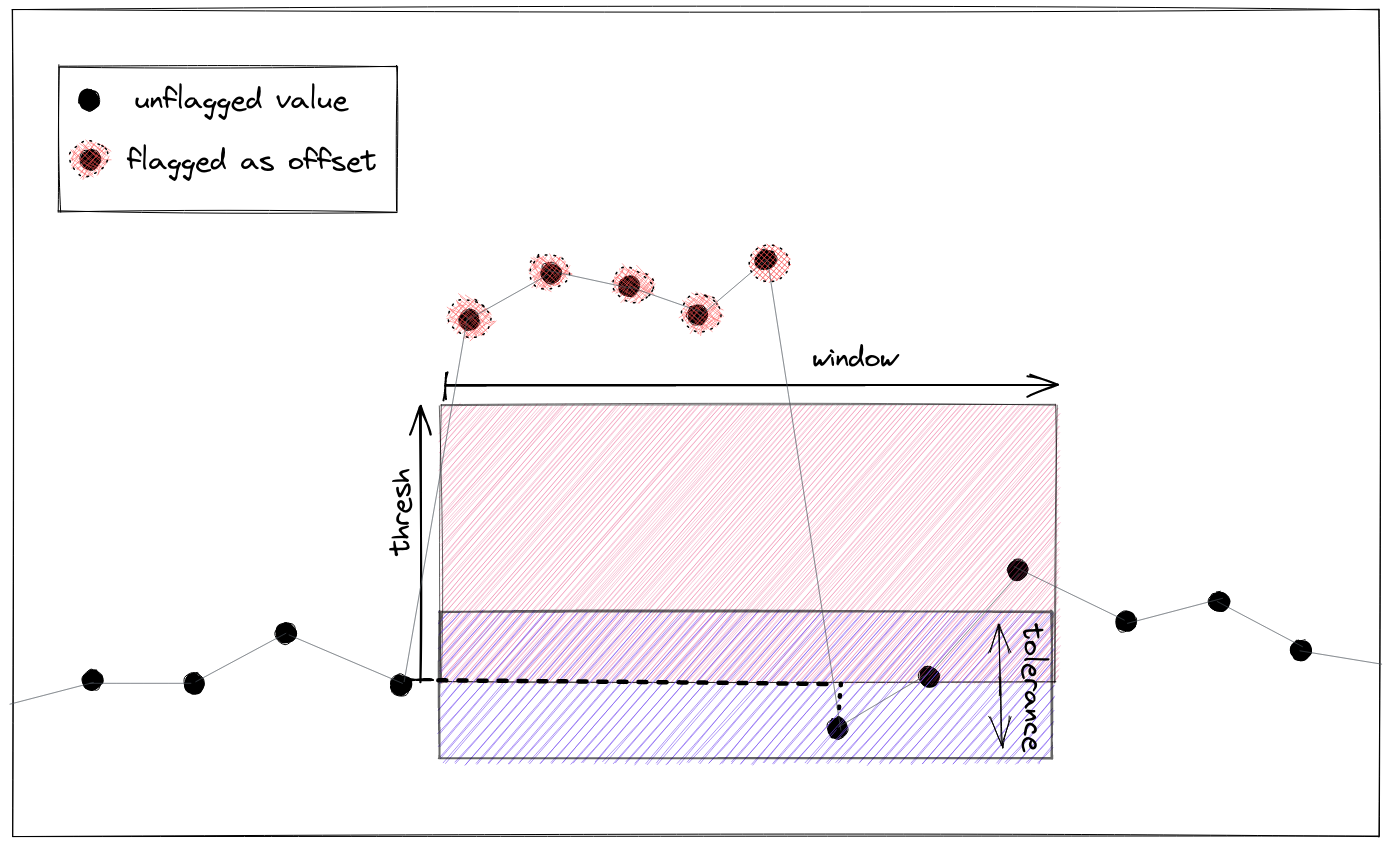 unflagged value
flagged as offset
window
thresh
tolerance